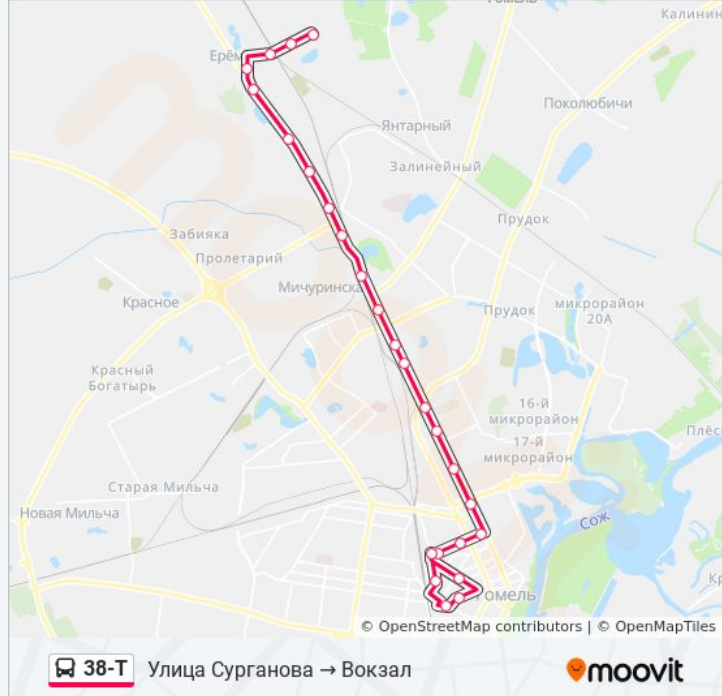 ГОМЕЛЬ
Калинин
Ерём
Поколюбичи
Янтарный
Залинейный
Прудок
Забияка
Пролетарий
Мичуринска
Красное
Прудок
микрорайон
20А
Красный
Богатырь
16-й
микрорайон
17-й
микрорайон
Плёс
Старая Мильча
Новая Мильча
Сож
Кр
Гомель
© OpenStreetMap contributors | © OpenMapTiles
38-Т
Улица Сурганова → Вокзал
moovit